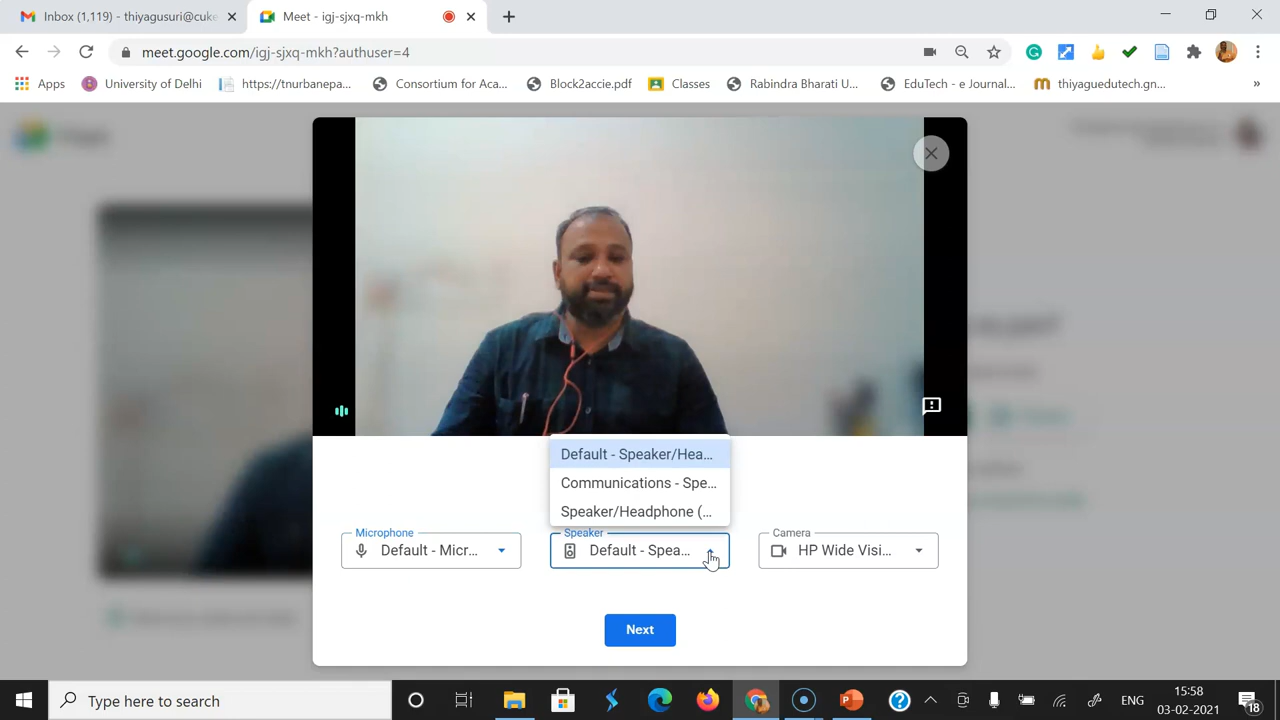 Inbox (1,119) - thiyagusuri@cuke
Meet - igj-sjxq-mkh
meet.google.com/igj-sjxq-mkh?authuser=4
Apps
University of Delhi
https://tnurbanepa...
Consortium for Aca...
Block2accie.pdf
Classes
Rabindra Bharati U...
EduTech - e Journal...
thiyaguedutech.gn...
»
Default - Speaker/Hea...
Communications - Spe...
Speaker/Headphone (...
Microphone
Default - Micr...
Speaker
Default - Spea...
Camera
HP Wide Visi...
Next
Type here to search
ENG
15:58
03-02-2021
18